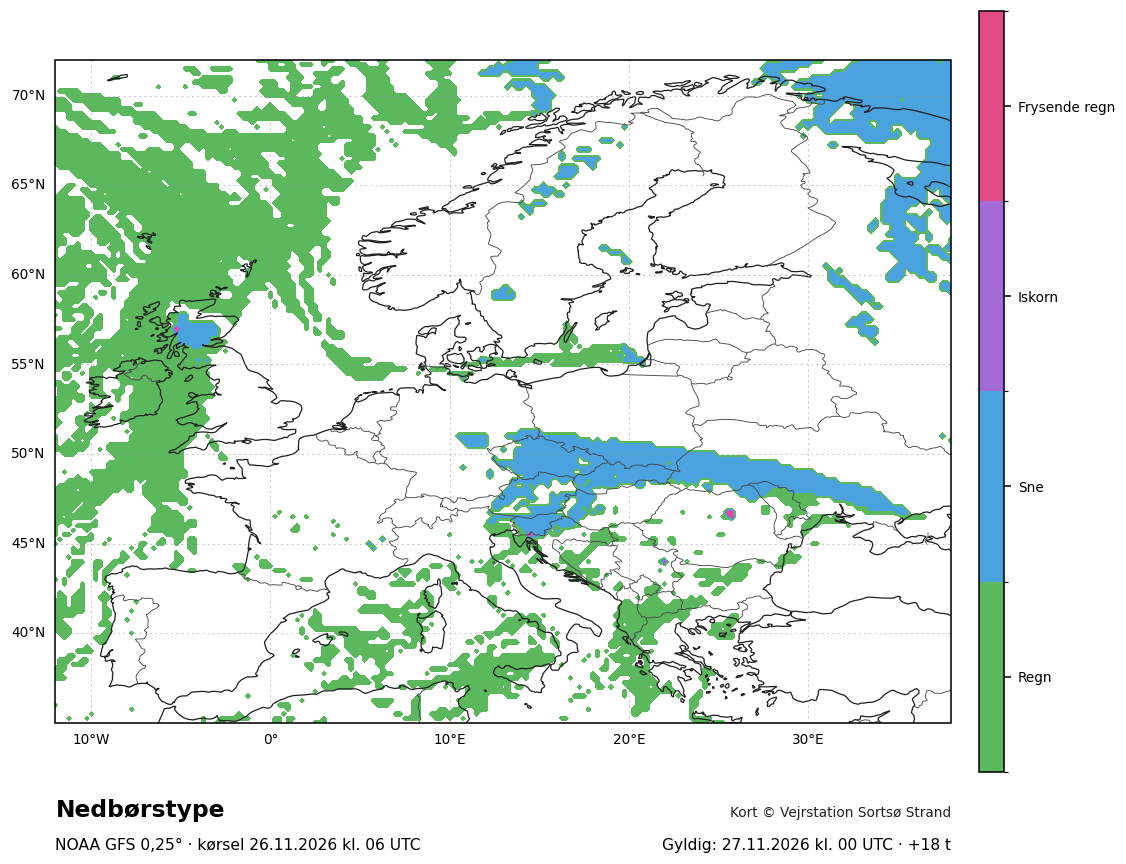 70°N
65°N
60°N
55°N
50°N
45°N
40°N
10°W 0° 10°E 20°E 30°E
Frysende regn
Iskorn
Sne
Regn
Nedbørstype
Kort © Vejrstation Sortsø Strand
NOAA GFS 0,25° · kørsel 26.11.2026 kl. 06 UTC
Gyldig: 27.11.2026 kl. 00 UTC · +18 t